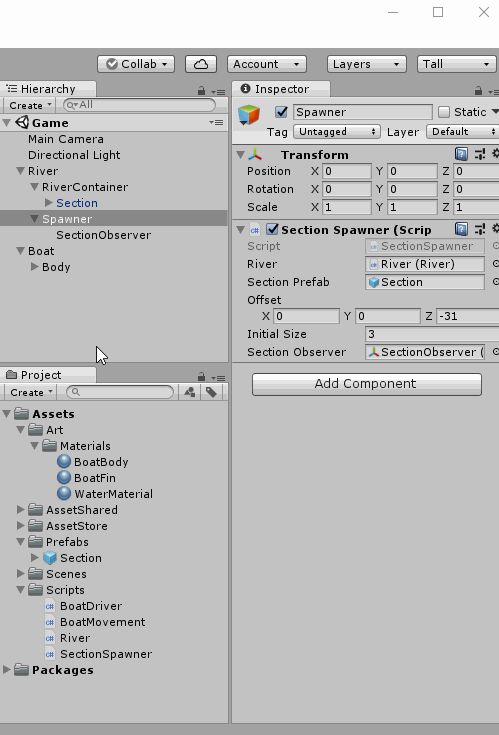 Collab Account Layers Tall
Hierarchy
Create All
Game
Main Camera
Directional Light
River
RiverContainer
Section
Spawner
SectionObserver
Boat
Body
Inspector
Spawner Static
Tag Untagged Layer Default
Transform
Position X 0 Y 0 Z 0
Rotation X 0 Y 0 Z 0
Scale X 1 Y 1 Z 1
Section Spawner (Scrip
Script SectionSpawner
River River (River)
Section Prefab Section
Offset
X 0 Y 0 Z -31
Initial Size 3
Section Observer SectionObserver (
Add Component
Project
Create
Assets
Art
Materials
BoatBody
BoatFin
WaterMaterial
AssetShared
AssetStore
Prefabs
Section
Scenes
Scripts
BoatDriver
BoatMovement
River
SectionSpawner
Packages